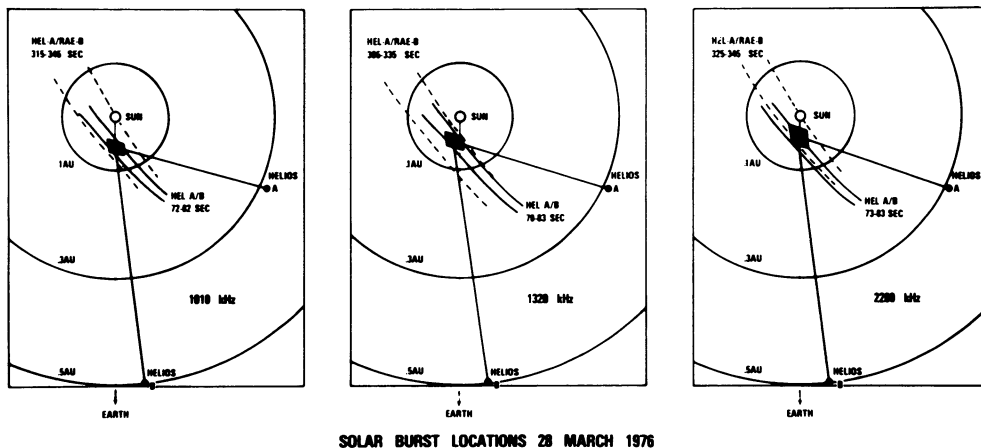 HEL-A/RAE-B
315-346 SEC
SUN
.1AU
HELIOS
A
HEL A/B
72-82 SEC
.3AU
1010 kHz
.5AU
HELIOS
B
EARTH
HEL-A/RAE-B
306-335 SEC
SUN
.1AU
HELIOS
A
HEL A/B
70-83 SEC
.3AU
1320 kHz
.5AU
HELIOS
B
EARTH
HEL-A/RAE-B
325-346 SEC
SUN
.1AU
HELIOS
A
HEL A/B
73-83 SEC
.3AU
2200 kHz
.5AU
HELIOS
B
EARTH
SOLAR BURST LOCATIONS 28 MARCH 1976